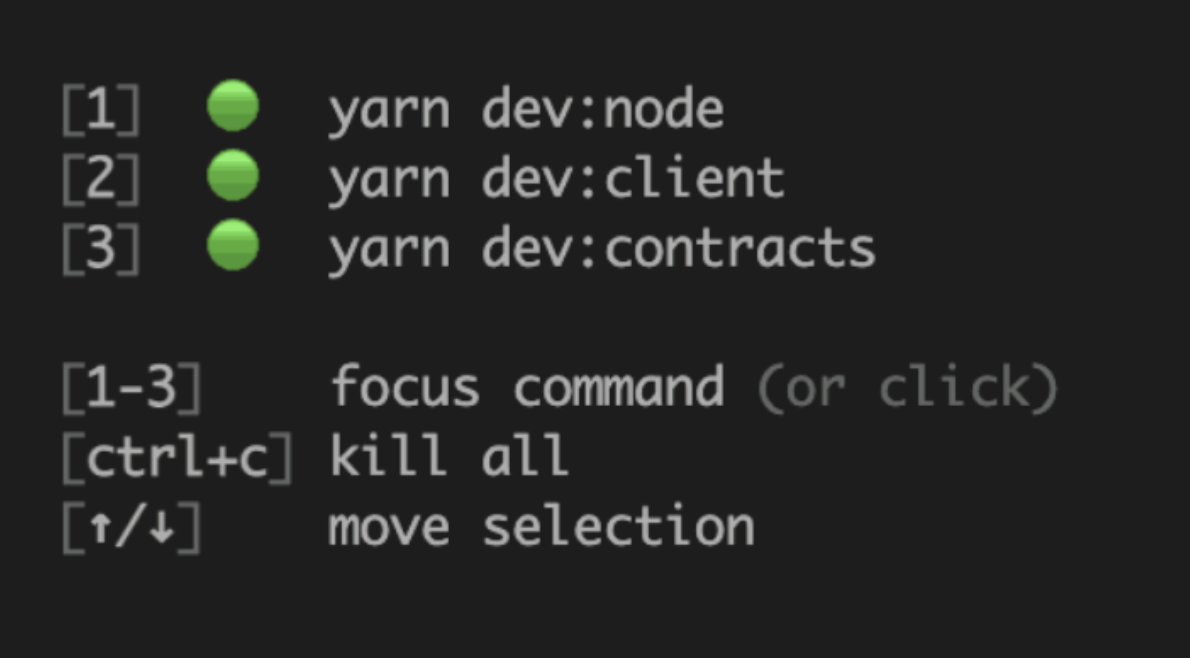 [1] 🟢 yarn dev:node
[2] 🟢 yarn dev:client
[3] 🟢 yarn dev:contracts
[1-3] focus command (or click)
[ctrl+c] kill all
[↑/↓] move selection